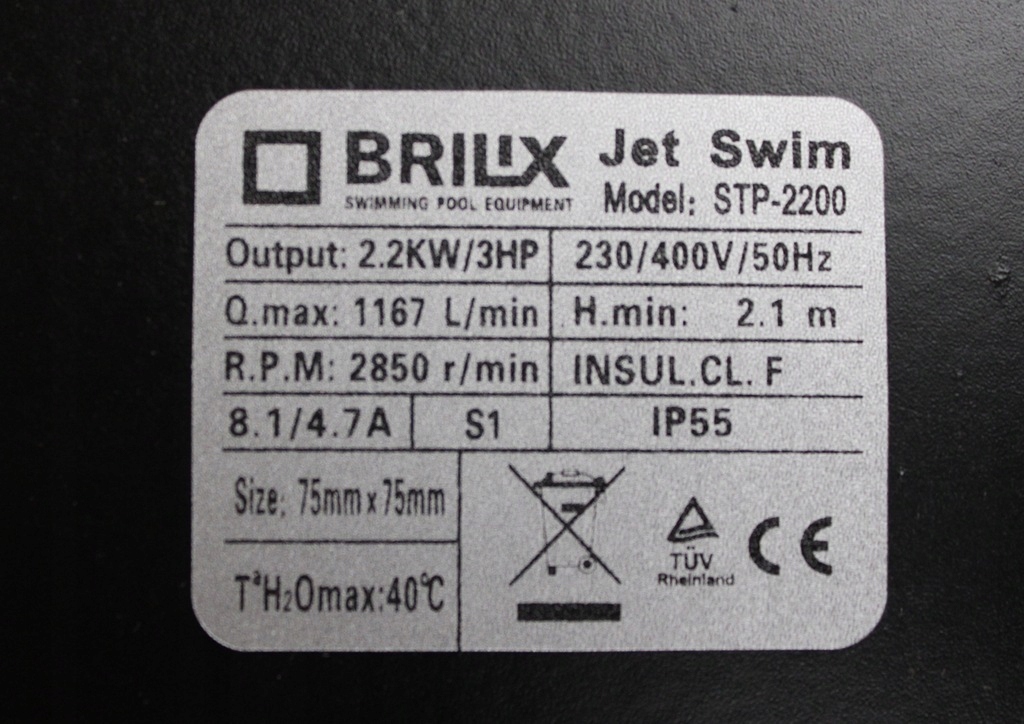 BRILIX Jet Swim
SWIMMING POOL EQUIPMENT Model: STP-2200
Output: 2.2KW/3HP 230/400V/50Hz
Q.max: 1167 L/min H.min: 2.1 m
R.P.M: 2850 r/min INSUL.CL. F
8.1/4.7A S1 IP55
Size: 75mm x 75mm
TªH₂Omax:40℃
TÜV
Rheinland
CE